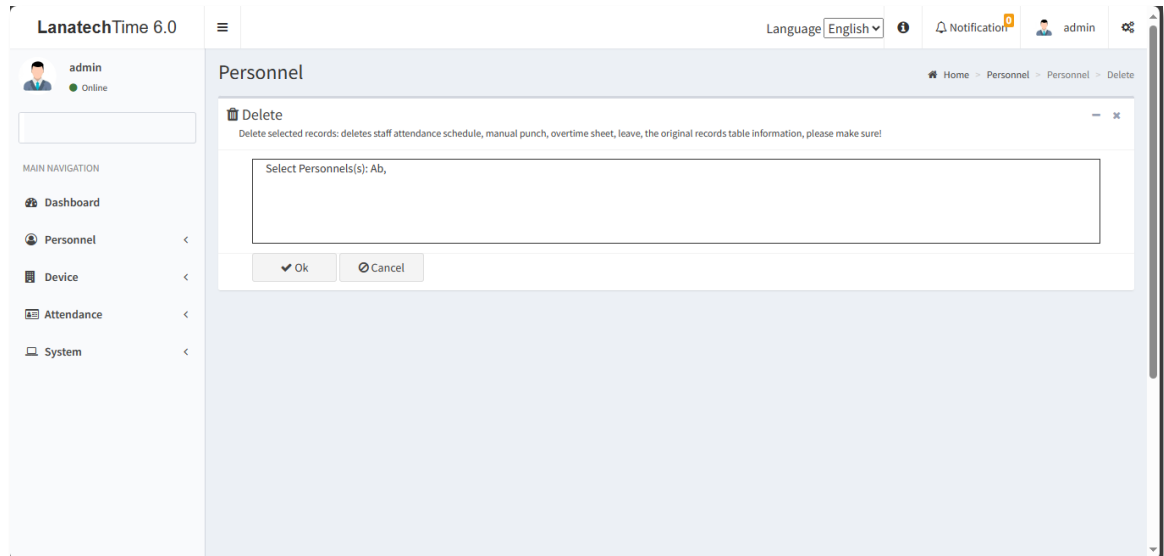 LanatechTime 6.0
Language English
Notification 0
admin
admin
Online
Personnel
Home > Personnel > Personnel > Delete
Delete
Delete selected records: deletes staff attendance schedule, manual punch, overtime sheet, leave, the original records table information, please make sure!
Select Personnels(s): Ab,
Ok
Cancel
MAIN NAVIGATION
Dashboard
Personnel
Device
Attendance
System